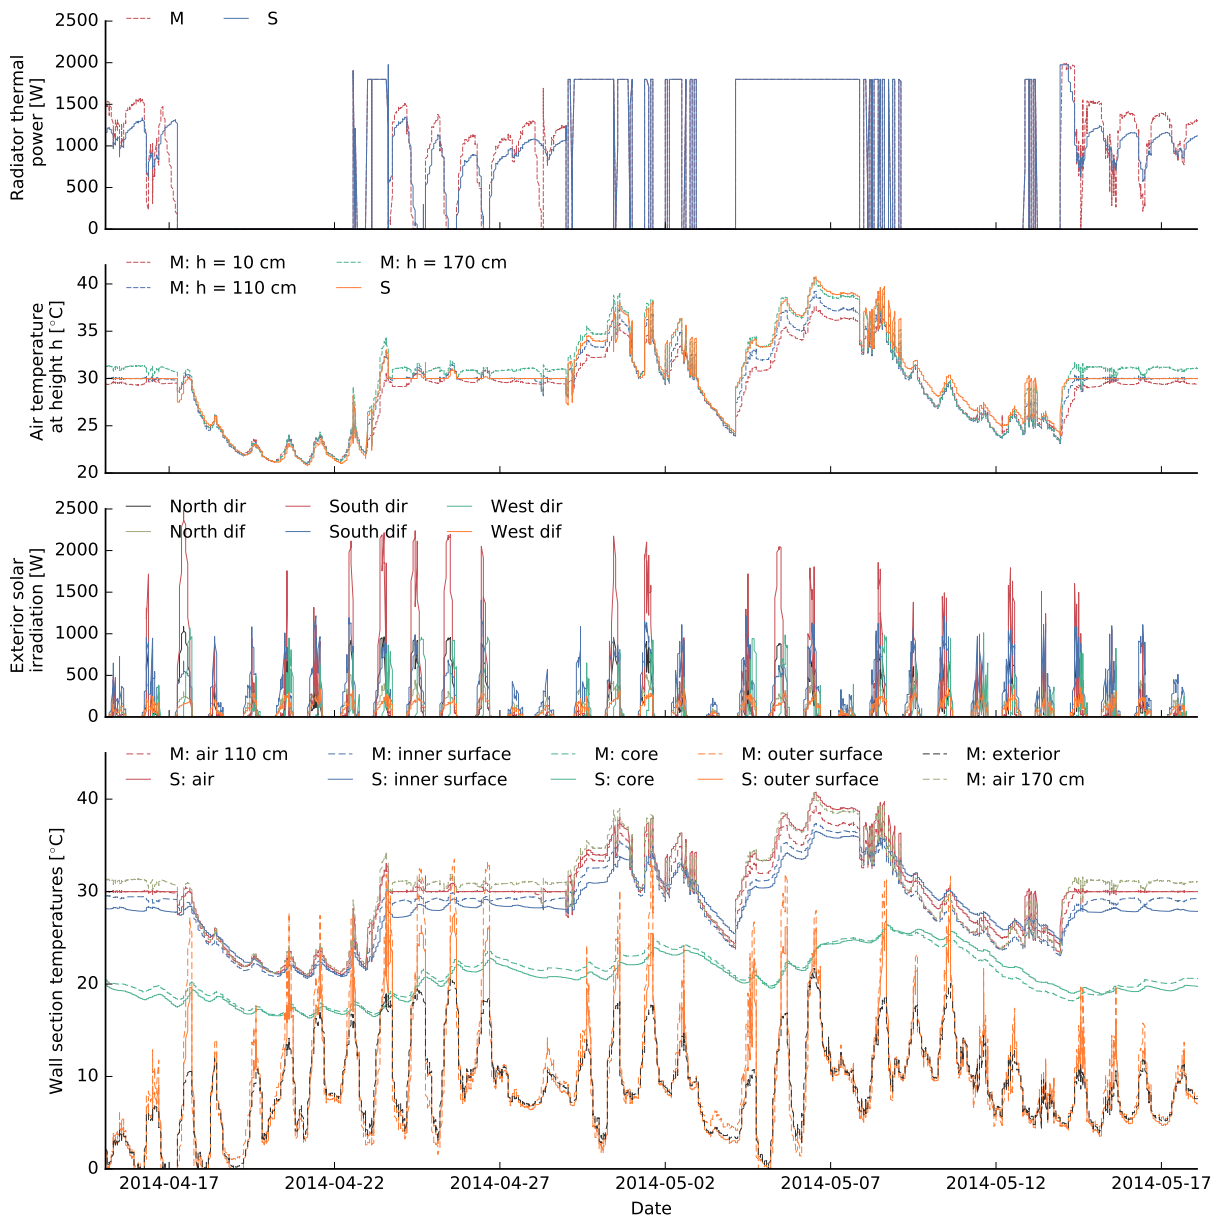 M S
2500
2000
1500
1000
500
0
Radiator thermal
power [W]
M: h = 10 cm M: h = 170 cm
M: h = 110 cm S
40
35
30
25
20
Air temperature
at height h [°C]
North dir South dir West dir
North dif South dif West dif
2500
2000
1500
1000
500
0
Exterior solar
irradiation [W]
M: air 110 cm M: inner surface M: core M: outer surface M: exterior
S: air S: inner surface S: core S: outer surface M: air 170 cm
40
30
20
10
0
Wall section temperatures [°C]
2014-04-17 2014-04-22 2014-04-27 2014-05-02 2014-05-07 2014-05-12 2014-05-17
Date